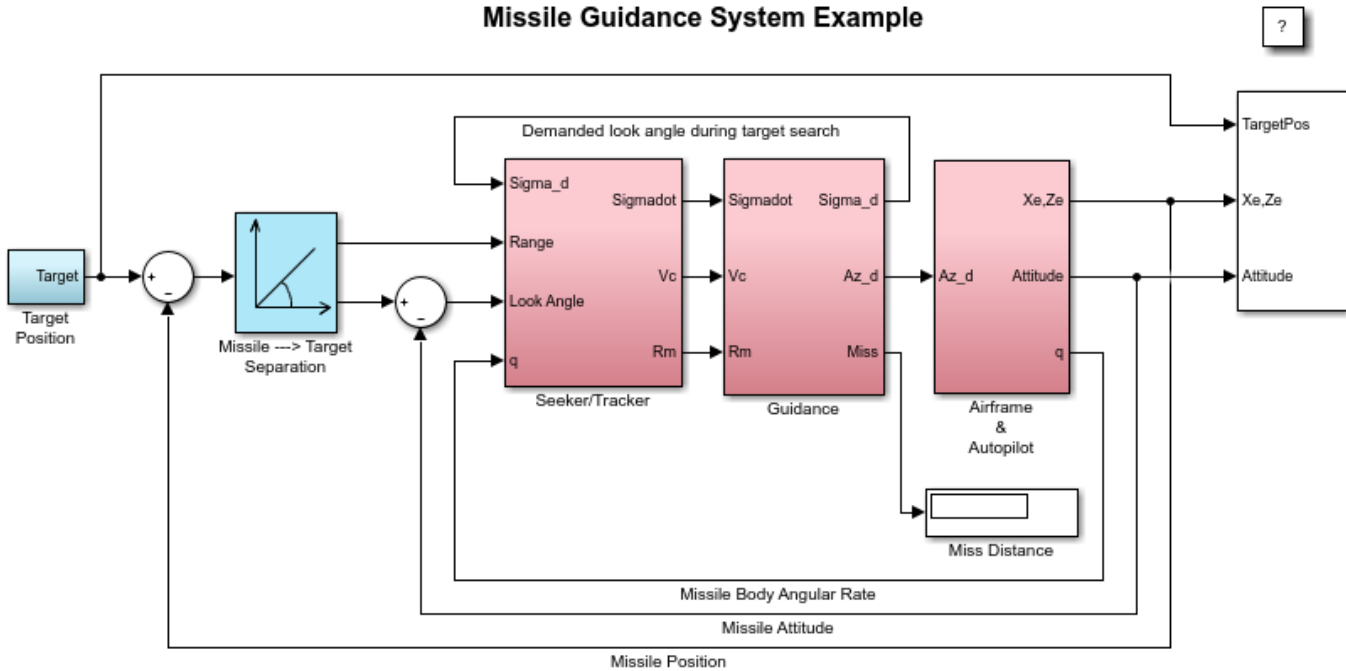 Missile Guidance System Example
?
Demanded look angle during target search
TargetPos
Sigma_d
Sigmadot
Sigmadot
Sigma_d
Xe,Ze
Xe,Ze
Range
Target
Vc
Vc
Az_d
Az_d
Attitude
Attitude
+
−
+
−
Look Angle
Target
Position
Missile ---> Target
Separation
q
Rm
Rm
Miss
q
Seeker/Tracker
Guidance
Airframe
&
Autopilot
Miss Distance
Missile Body Angular Rate
Missile Attitude
Missile Position